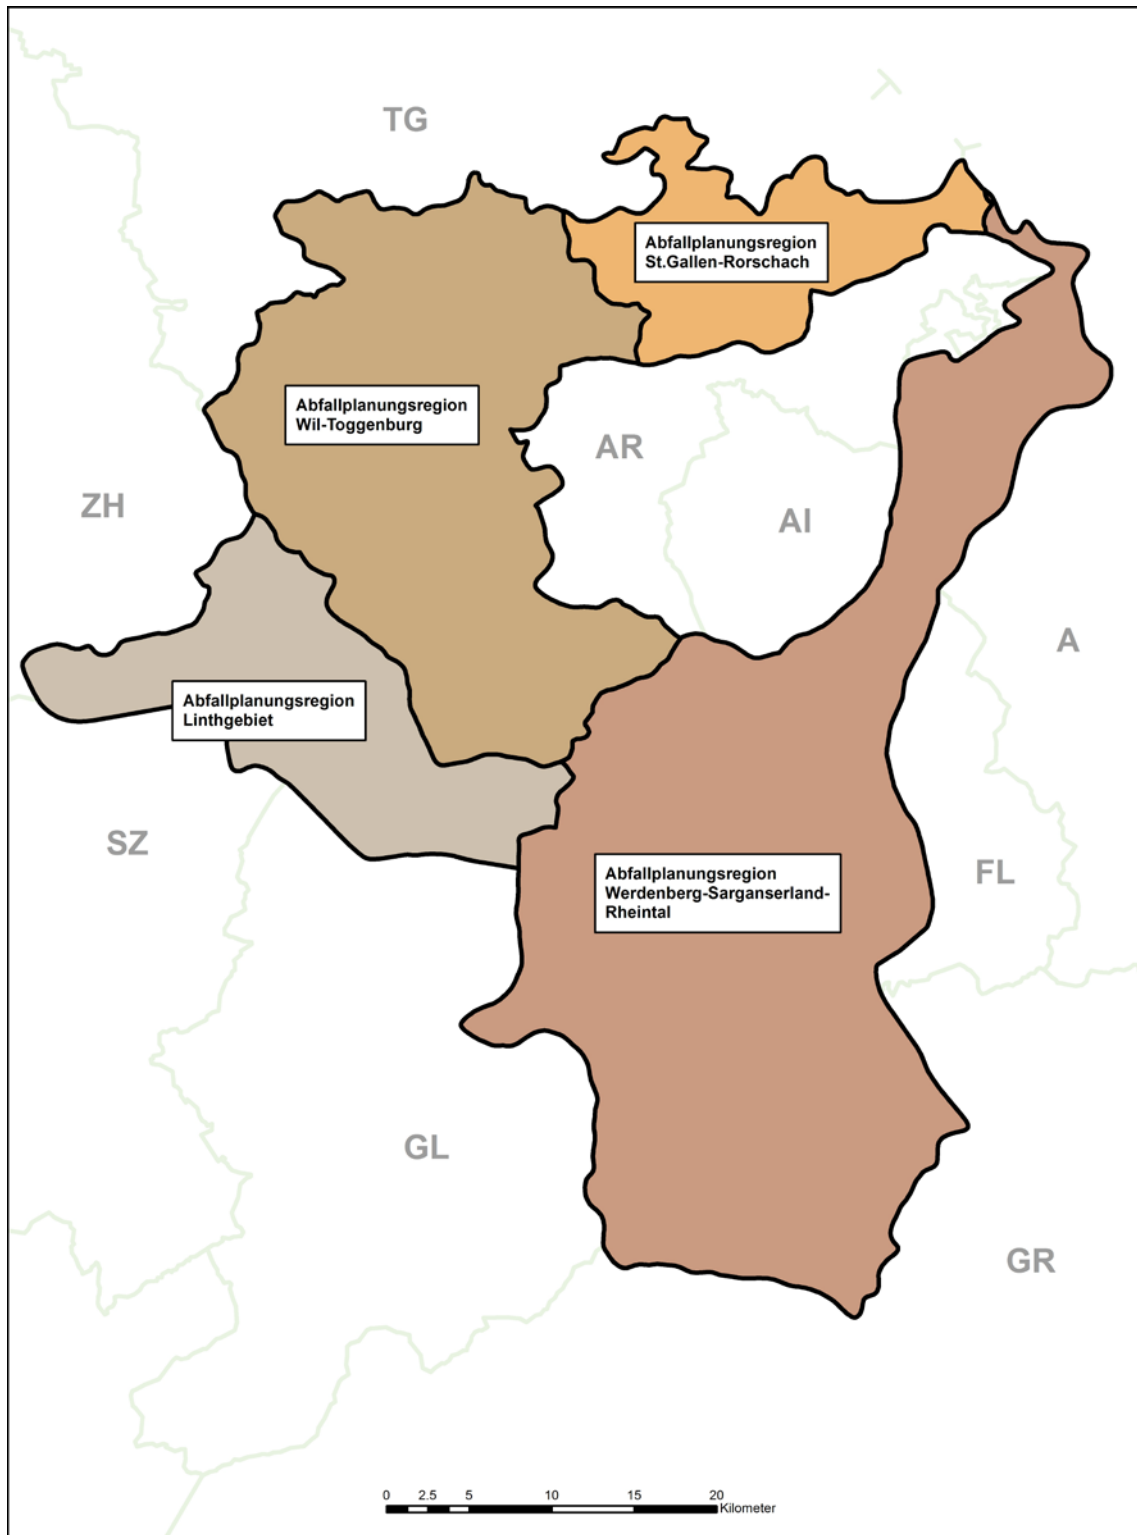 TG
Abfallplanungsregion
St.Gallen-Rorschach
Abfallplanungsregion
Wil-Toggenburg
AR
ZH
AI
A
Abfallplanungsregion
Linthgebiet
SZ
Abfallplanungsregion
Werdenberg-Sarganserland-
Rheintal
FL
GL
GR
0 2.5 5 10 15 20
Kilometer